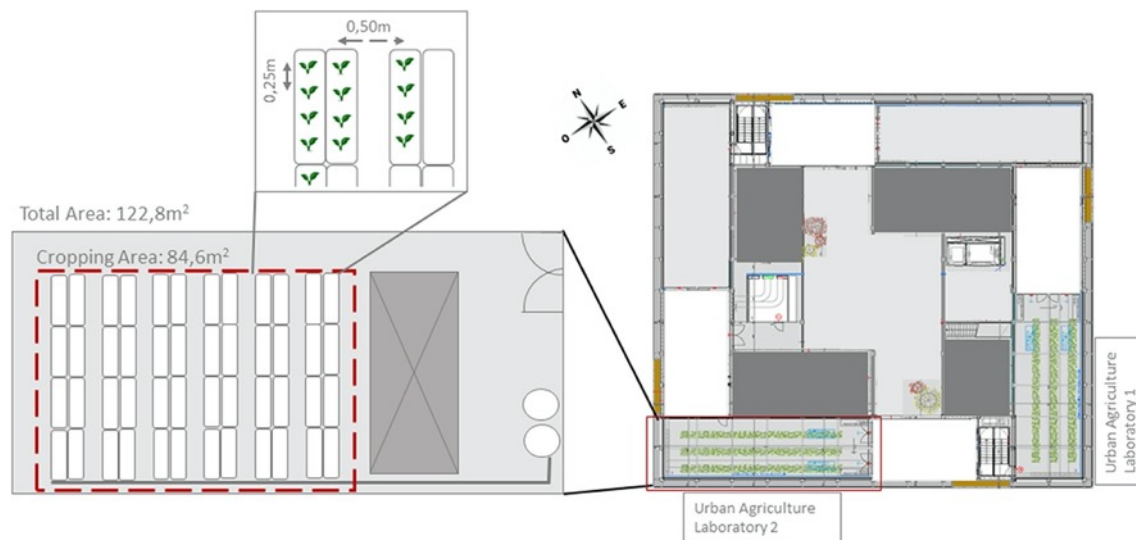 0,50m
0,25m
N
E
O
S
Total Area: 122,8m²
Cropping Area: 84,6m²
Urban Agriculture
Laboratory 1
Urban Agriculture
Laboratory 2